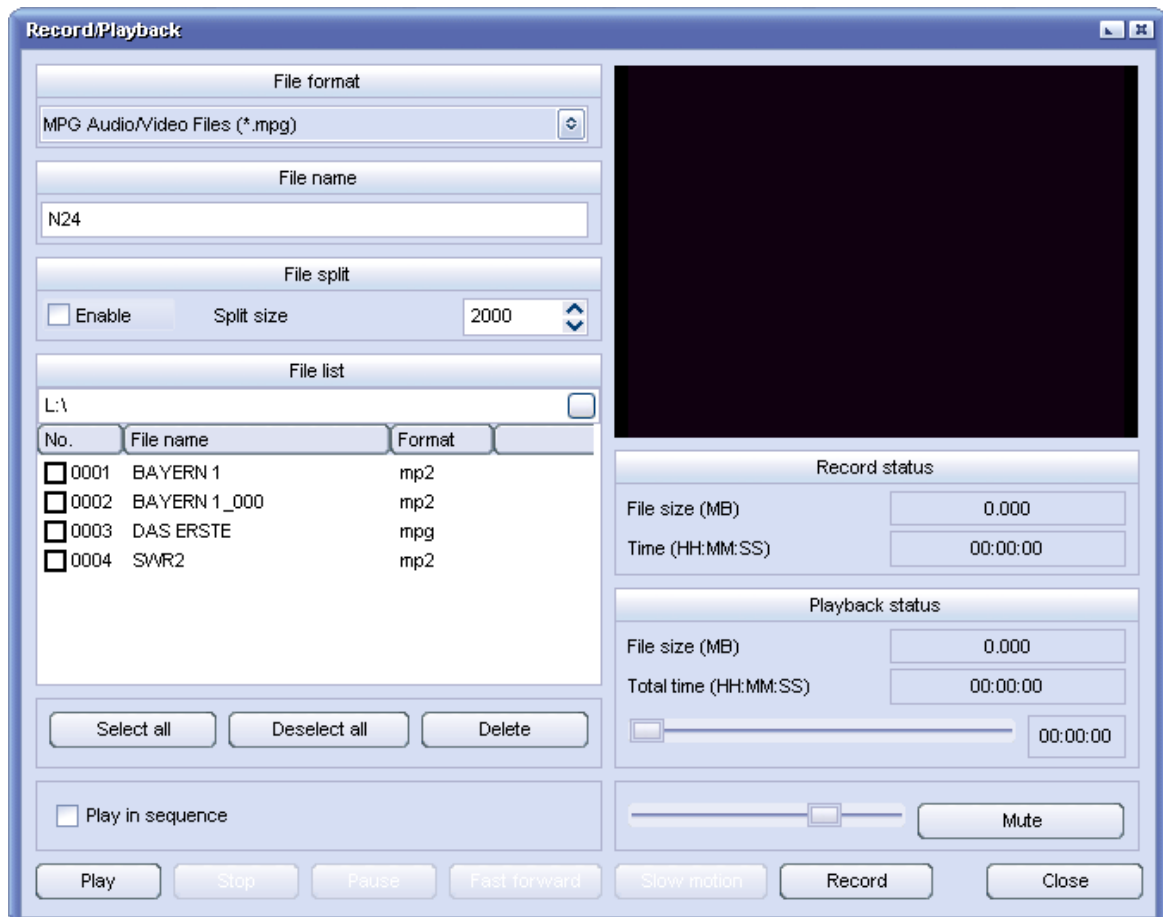 Record/Playback
File format
MPG Audio/Video Files (*.mpg)
File name
N24
File split
Enable Split size 2000
File list
L:\
No. File name Format
0001 BAYERN 1 mp2
0002 BAYERN 1_000 mp2
0003 DAS ERSTE mpg
0004 SWR2 mp2
Select all Deselect all Delete
Play in sequence
Record status
File size (MB) 0.000
Time (HH:MM:SS) 00:00:00
Playback status
File size (MB) 0.000
Total time (HH:MM:SS) 00:00:00
00:00:00
Mute
Play Stop Pause Fast forward Slow motion Record Close